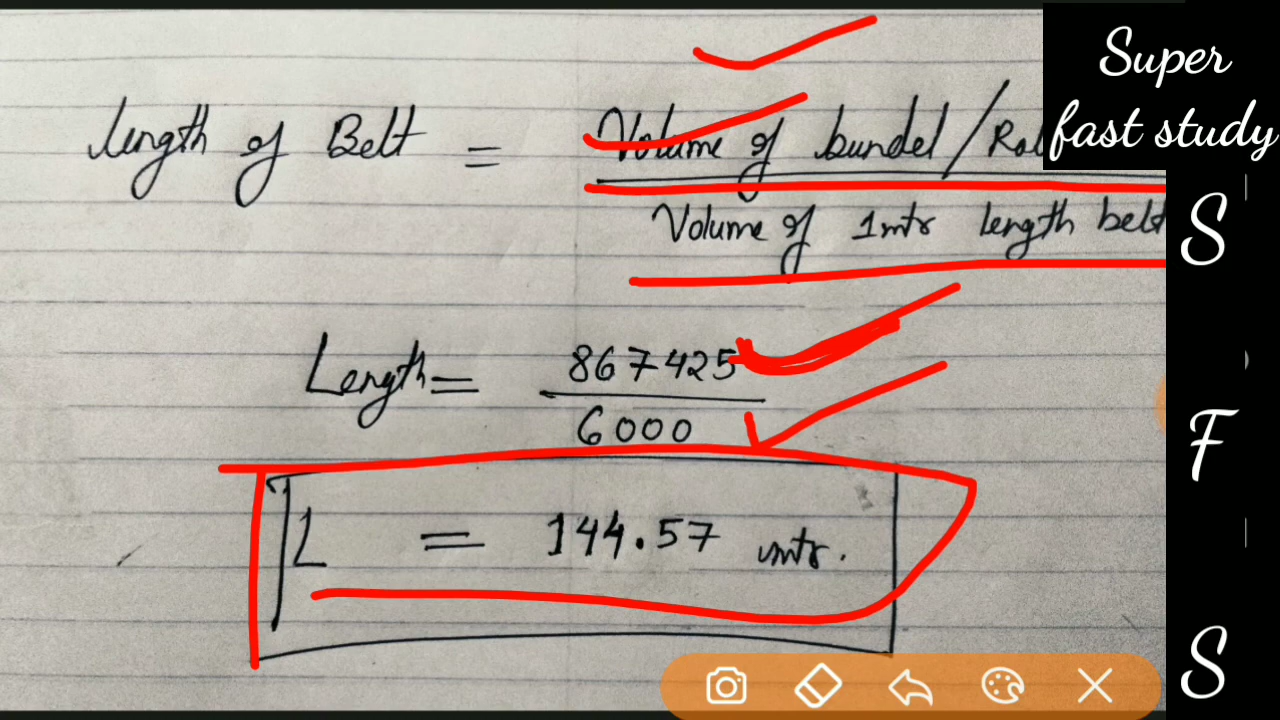 Super
fast study
Length of Belt = Volume of bundel /
Volume of 1mtr length belt
Length = 867425
6000
L = 144.57 mtr.
S
F
S